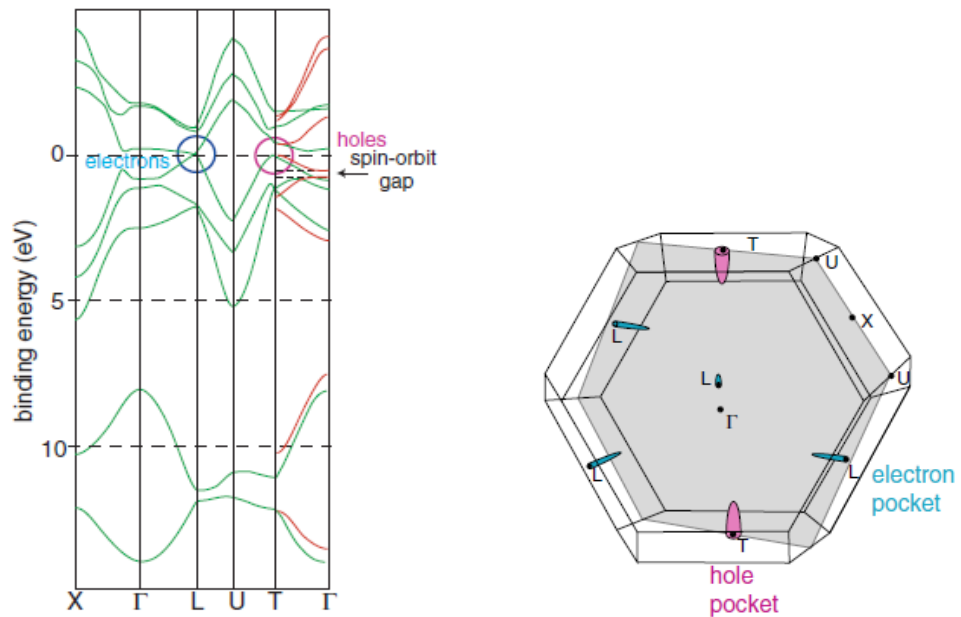 0
5
10
binding energy (eV)
electrons
holes
spin-orbit
gap
X Γ L U T Γ
T
U
X
L
L
U
Γ
L
L
electron
pocket
T
hole
pocket